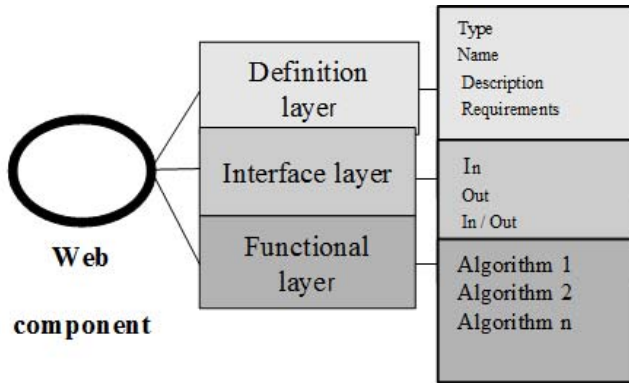 Web
component
Definition
layer
Interface layer
Functional
layer
Type
Name
Description
Requirements
In
Out
In / Out
Algorithm 1
Algorithm 2
Algorithm n